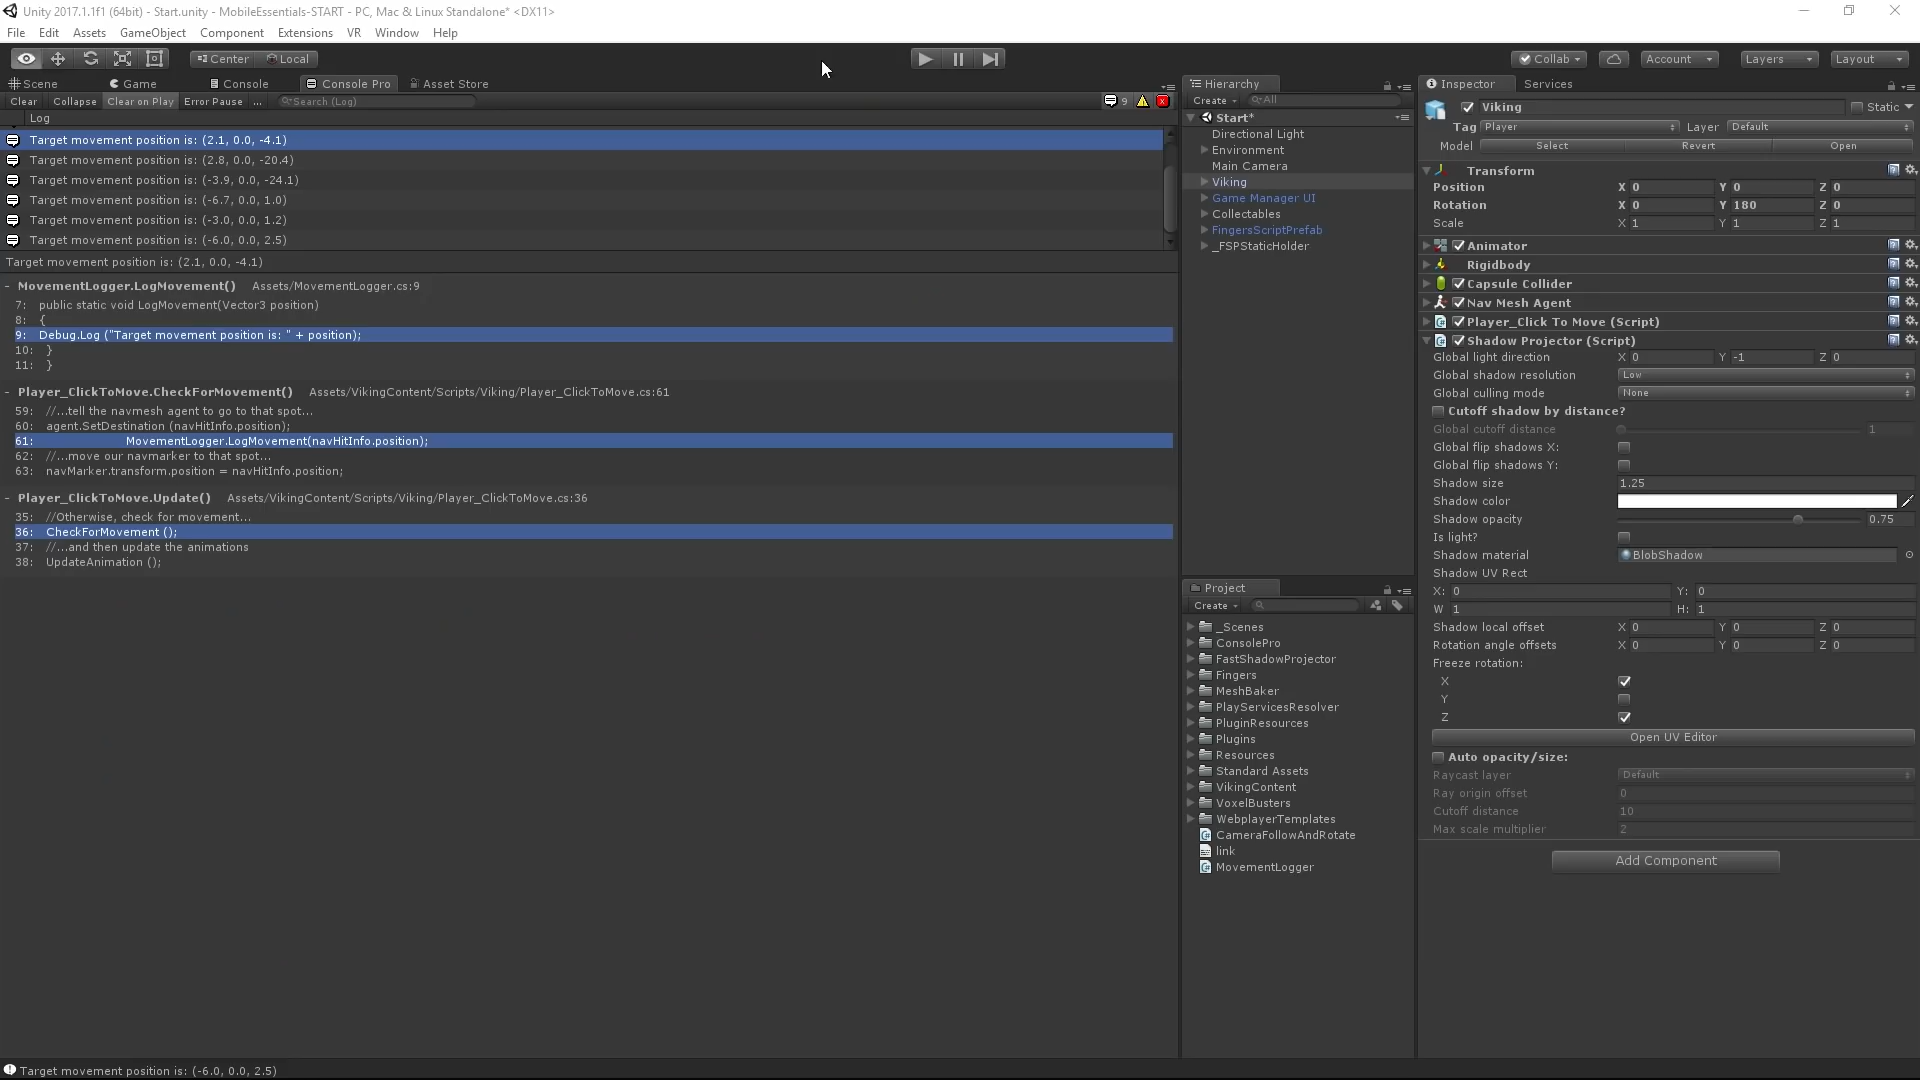 Unity 2017.1.1f1 (64bit) - Start.unity - MobileEssentials-START - PC, Mac & Linux Standalone* <DX11>
File Edit Assets GameObject Component Extensions VR Window Help
Center Local Collab Account Layers Layout
Scene Game Console Console Pro Asset Store
Clear Collapse Clear on Play Error Pause ... Search (Log) 9
Log
Target movement position is: (2.1, 0.0, -4.1)
Target movement position is: (2.8, 0.0, -20.4)
Target movement position is: (-3.9, 0.0, -24.1)
Target movement position is: (-6.7, 0.0, 1.0)
Target movement position is: (-3.0, 0.0, 1.2)
Target movement position is: (-6.0, 0.0, 2.5)
Target movement position is: (2.1, 0.0, -4.1)
- MovementLogger.LogMovement() Assets/MovementLogger.cs:9
7: public static void LogMovement(Vector3 position)
8: {
9: Debug.Log ("Target movement position is: " + position);
10: }
11: }
- Player_ClickToMove.CheckForMovement() Assets/VikingContent/Scripts/Viking/Player_ClickToMove.cs:61
59: //...tell the navmesh agent to go to that spot...
60: agent.SetDestination (navHitInfo.position);
61: MovementLogger.LogMovement(navHitInfo.position);
62: //...move our navmarker to that spot...
63: navMarker.transform.position = navHitInfo.position;
- Player_ClickToMove.Update() Assets/VikingContent/Scripts/Viking/Player_ClickToMove.cs:36
35: //Otherwise, check for movement...
36: CheckForMovement ();
37: //...and then update the animations
38: UpdateAnimation ();
Target movement position is: (-6.0, 0.0, 2.5)
Hierarchy
Create All
Start*
Directional Light
Environment
Main Camera
Viking
Game Manager UI
Collectables
FingersScriptPrefab
_FSPStaticHolder
Project
Create
_Scenes
ConsolePro
FastShadowProjector
Fingers
MeshBaker
PlayServicesResolver
PluginResources
Plugins
Resources
Standard Assets
VikingContent
VoxelBusters
WebplayerTemplates
CameraFollowAndRotate
link
MovementLogger
Inspector Services
Viking Static
Tag Player Layer Default
Model Select Revert Open
Transform
Position X 0 Y 0 Z 0
Rotation X 0 Y 180 Z 0
Scale X 1 Y 1 Z 1
Animator
Rigidbody
Capsule Collider
Nav Mesh Agent
Player_Click To Move (Script)
Shadow Projector (Script)
Global light direction X 0 Y -1 Z 0
Global shadow resolution Low
Global culling mode None
Cutoff shadow by distance?
Global cutoff distance 1
Global flip shadows X:
Global flip shadows Y:
Shadow size 1.25
Shadow color
Shadow opacity 0.75
Is light?
Shadow material BlobShadow
Shadow UV Rect
X: 0 Y: 0
W 1 H: 1
Shadow local offset X 0 Y 0 Z 0
Rotation angle offsets X 0 Y 0 Z 0
Freeze rotation:
X
Y
Z
Open UV Editor
Auto opacity/size:
Raycast layer Default
Ray origin offset 0
Cutoff distance 10
Max scale multiplier 2
Add Component